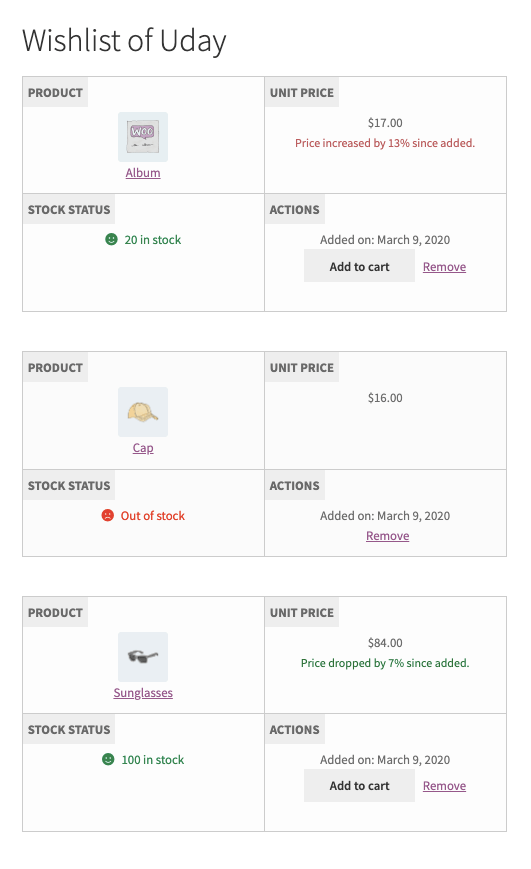 Wishlist of Uday
PRODUCT
WOO
Album
UNIT PRICE
$17.00
Price increased by 13% since added.
STOCK STATUS
20 in stock
ACTIONS
Added on: March 9, 2020
Add to cart Remove
PRODUCT
Cap
UNIT PRICE
$16.00
STOCK STATUS
Out of stock
ACTIONS
Added on: March 9, 2020
Remove
PRODUCT
Sunglasses
UNIT PRICE
$84.00
Price dropped by 7% since added.
STOCK STATUS
100 in stock
ACTIONS
Added on: March 9, 2020
Add to cart Remove